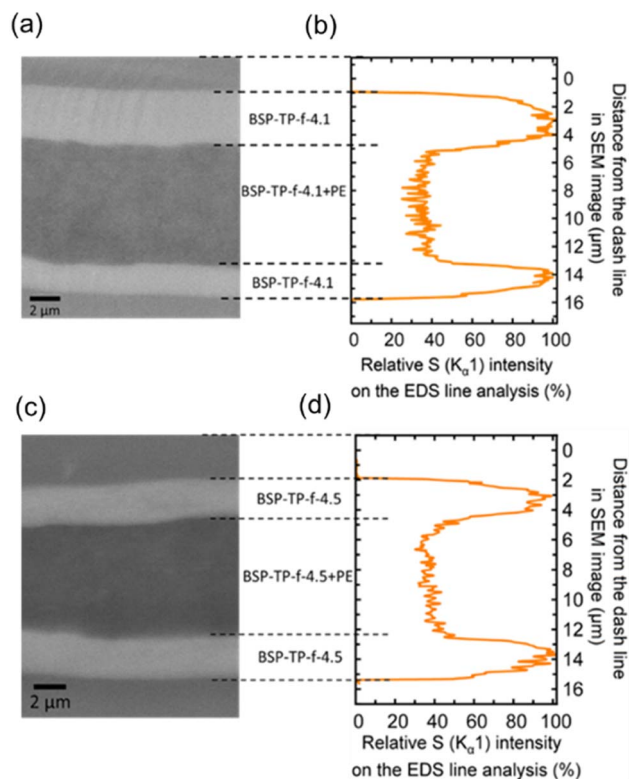 (a)
(b)
BSP-TP-f-4.1
BSP-TP-f-4.1+PE
BSP-TP-f-4.1
2 μm
0
2
4
6
8
10
12
14
16
Distance from the dash line
in SEM image (μm)
0 20 40 60 80 100
Relative S (Kα1) intensity
on the EDS line analysis (%)
(c)
(d)
BSP-TP-f-4.5
BSP-TP-f-4.5+PE
BSP-TP-f-4.5
2 μm
0
2
4
6
8
10
12
14
16
Distance from the dash line
in SEM image (μm)
0 20 40 60 80 100
Relative S (Kα1) intensity
on the EDS line analysis (%)